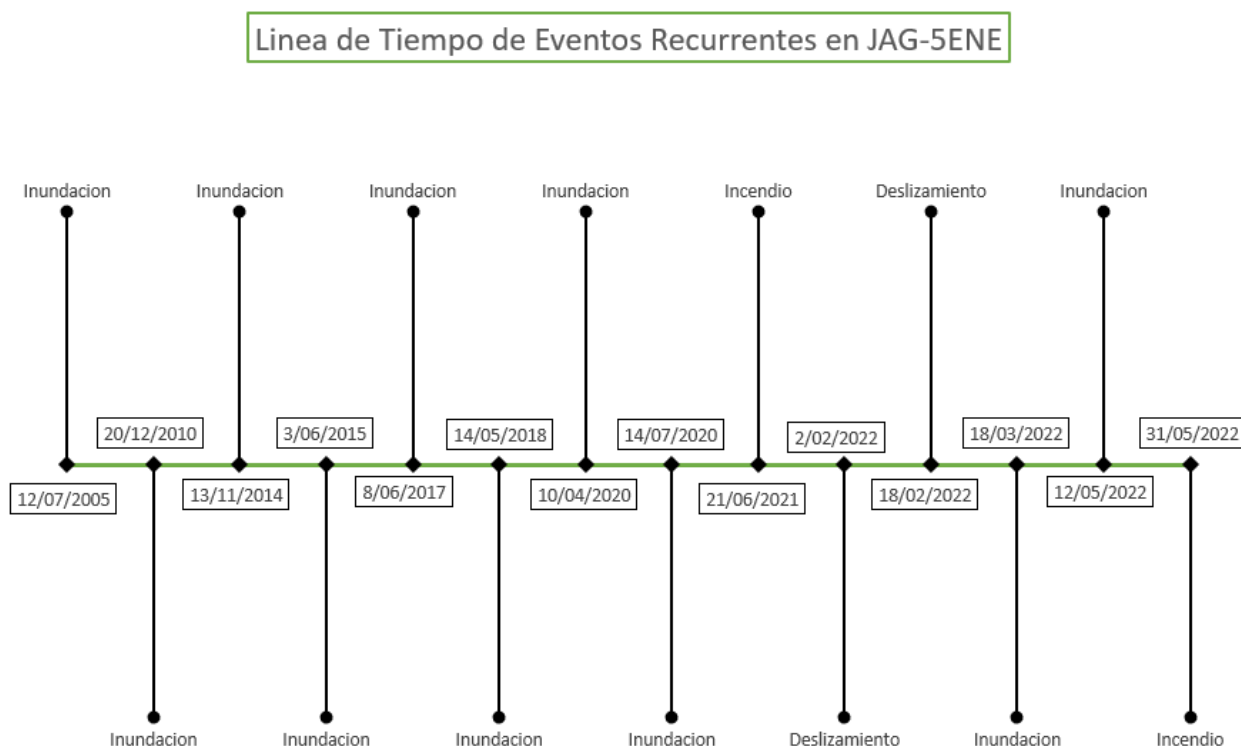 Linea de Tiempo de Eventos Recurrentes en JAG-5ENE
Inundacion
Inundacion
Inundacion
Inundacion
Incendio
Deslizamiento
Inundacion
20/12/2010
3/06/2015
14/05/2018
14/07/2020
2/02/2022
18/03/2022
31/05/2022
12/07/2005
13/11/2014
8/06/2017
10/04/2020
21/06/2021
18/02/2022
12/05/2022
Inundacion
Inundacion
Inundacion
Inundacion
Deslizamiento
Inundacion
Incendio